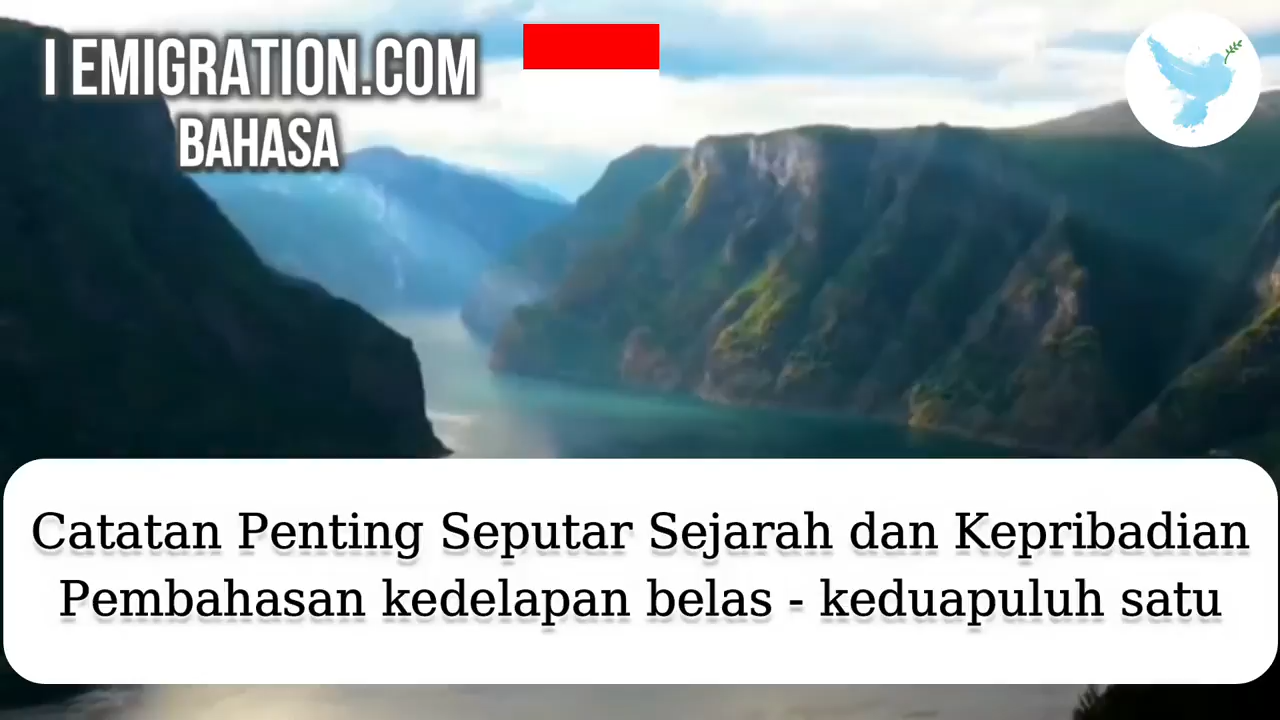 I EMIGRATION.COM
BAHASA
Catatan Penting Seputar Sejarah dan Kepribadian
Pembahasan kedelapan belas - keduapuluh satu